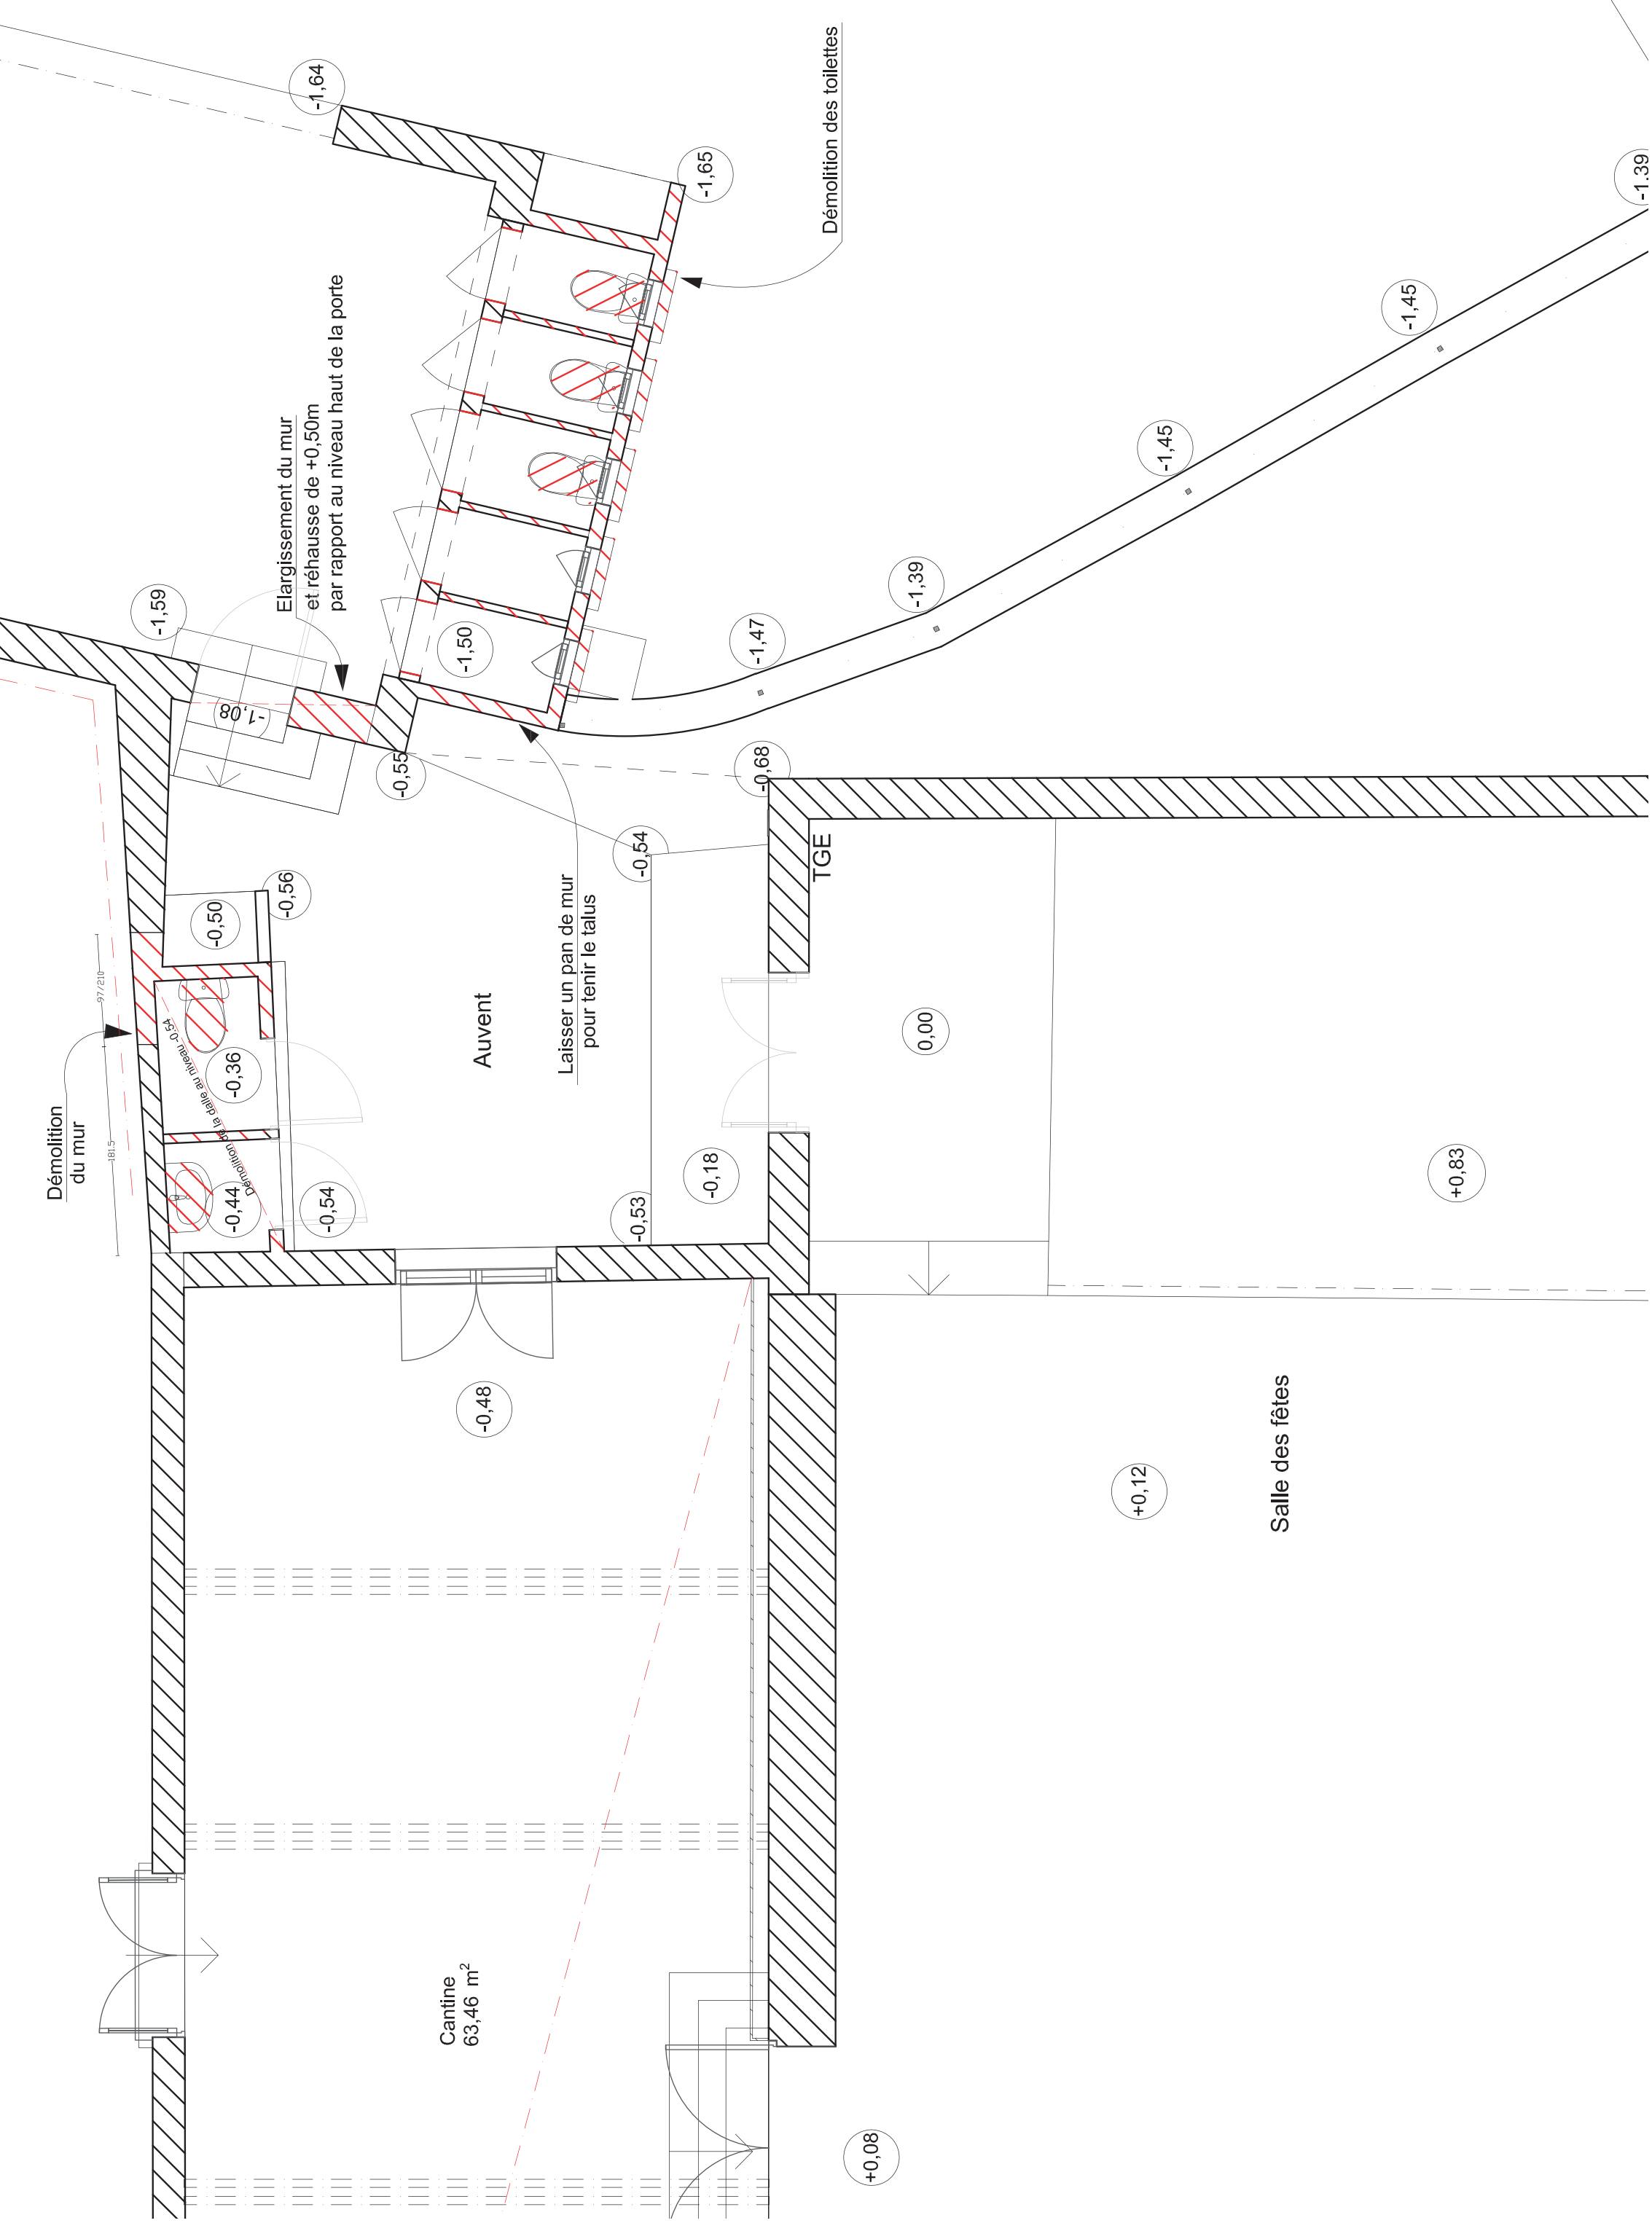 -1,64
-1,65
Démolition des toilettes
-1.39
-1,45
-1,45
-1,39
-1,47
Elargissement du mur
et réhausse de +0,50m
par rapport au niveau haut de la porte
-1,59
-1,50
-1,08
-0,55
-0,68
-0,54
TGE
-0,56
-0,50
Laisser un pan de mur
pour tenir le talus
Auvent
97/210
181.5
Démolition
du mur
Démolition de la dalle au niveau -0.54
-0,36
-0,44
-0,54
-0,18
-0,53
0,00
+0,83
-0,48
+0,12
Salle des fêtes
Cantine
63,46 m²
+0,08